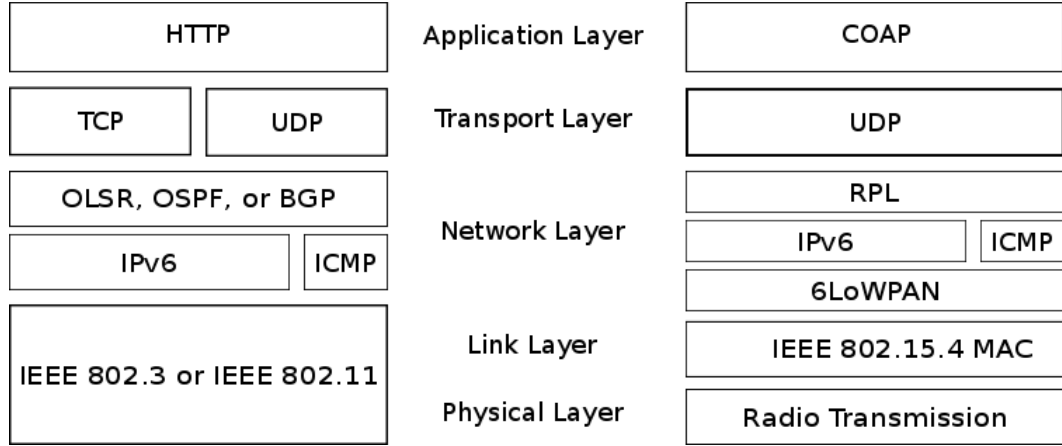 HTTP
Application Layer
COAP
TCP
UDP
Transport Layer
UDP
OLSR, OSPF, or BGP
RPL
Network Layer
IPv6
ICMP
IPv6
ICMP
6LoWPAN
Link Layer
IEEE 802.15.4 MAC
IEEE 802.3 or IEEE 802.11
Physical Layer
Radio Transmission